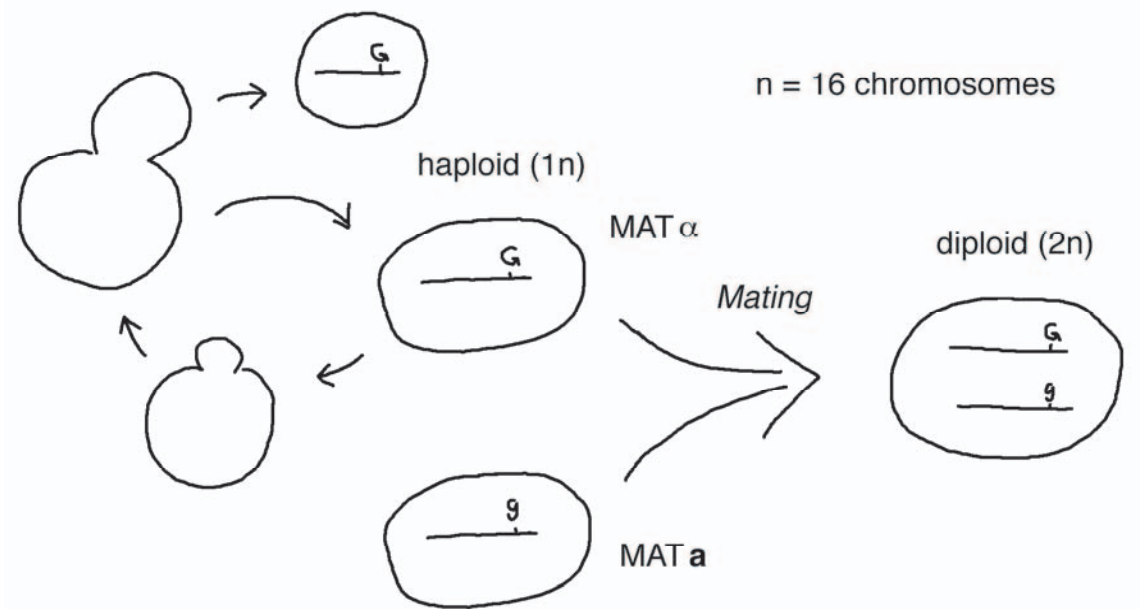 G
n = 16 chromosomes
haploid (1n)
MAT α
G
diploid (2n)
Mating
G
g
g
MAT a